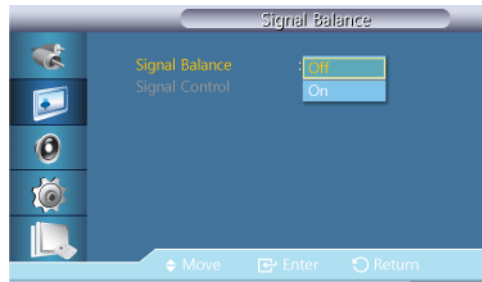 Signal Balance
Signal Balance : Off
Signal Control On
Move Enter Return